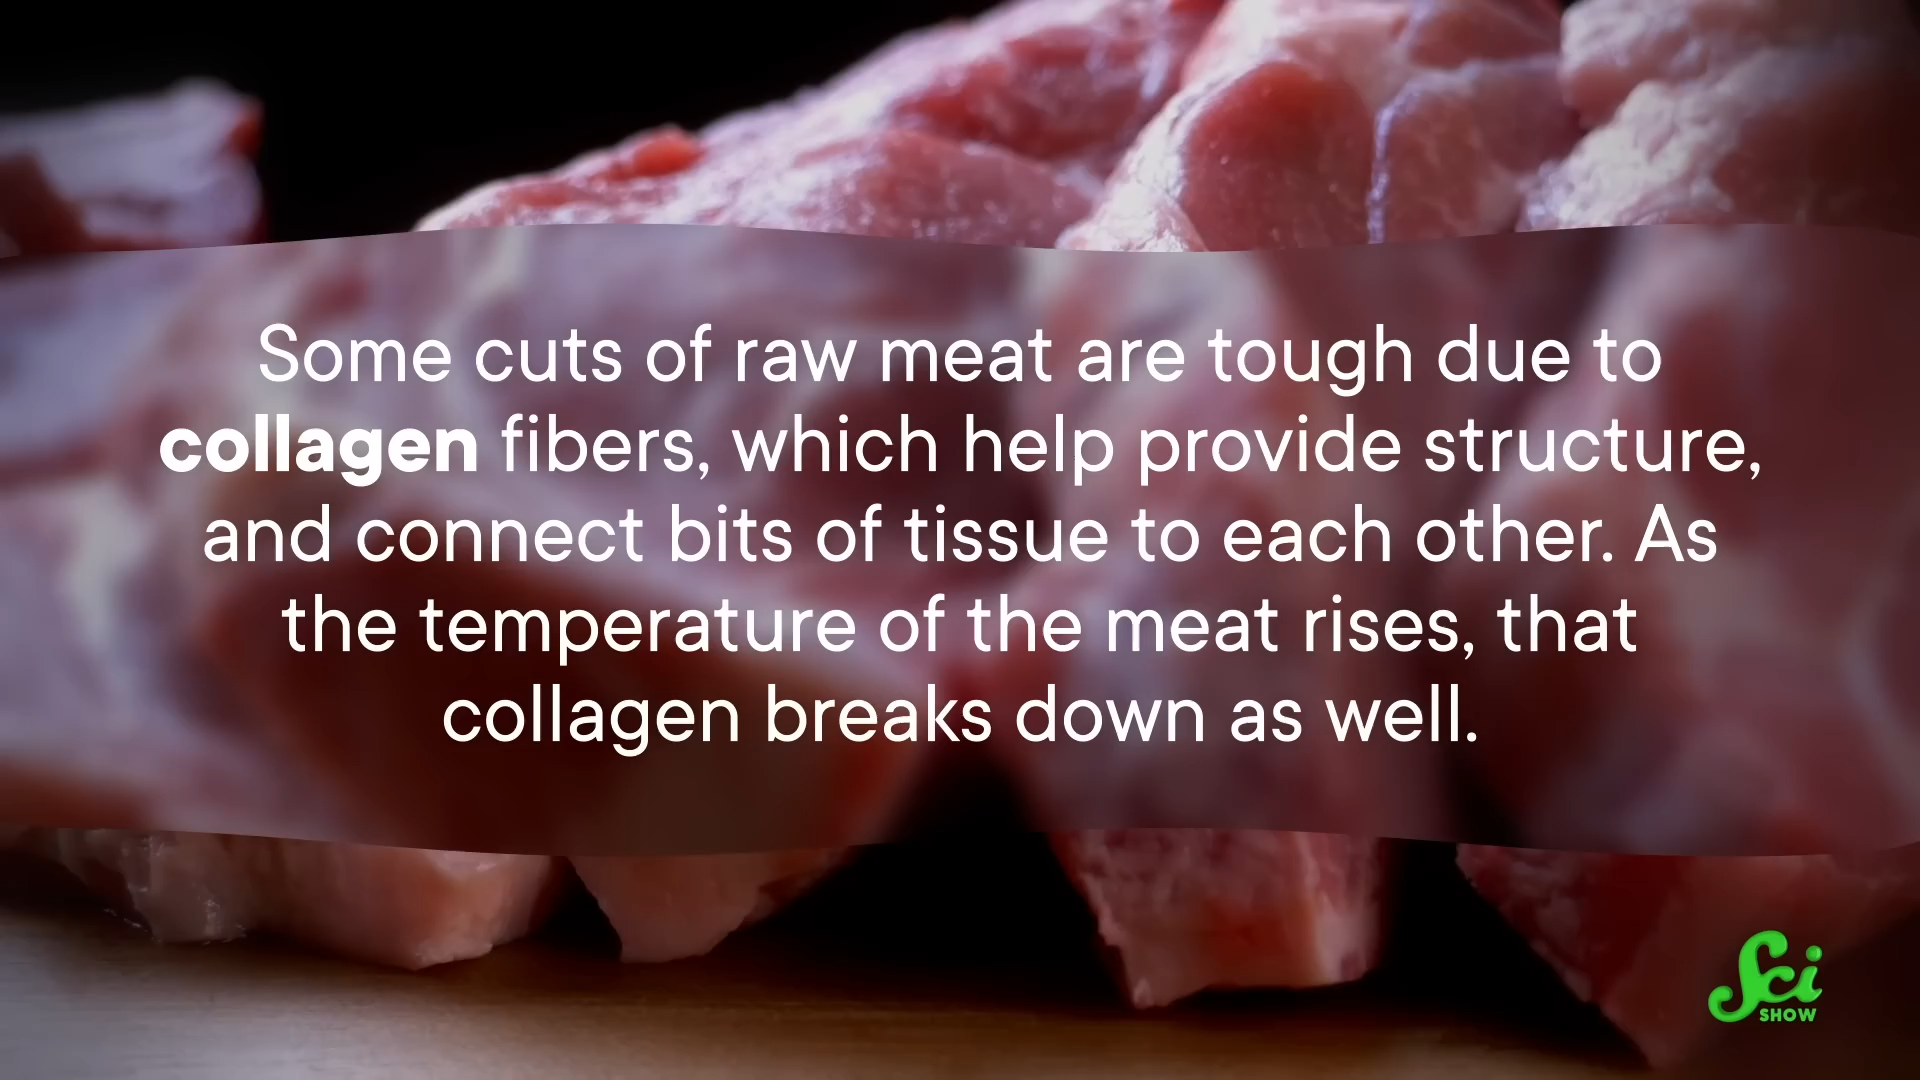 Some cuts of raw meat are tough due to
collagen fibers, which help provide structure,
and connect bits of tissue to each other. As
the temperature of the meat rises, that
collagen breaks down as well.
Sci
SHOW